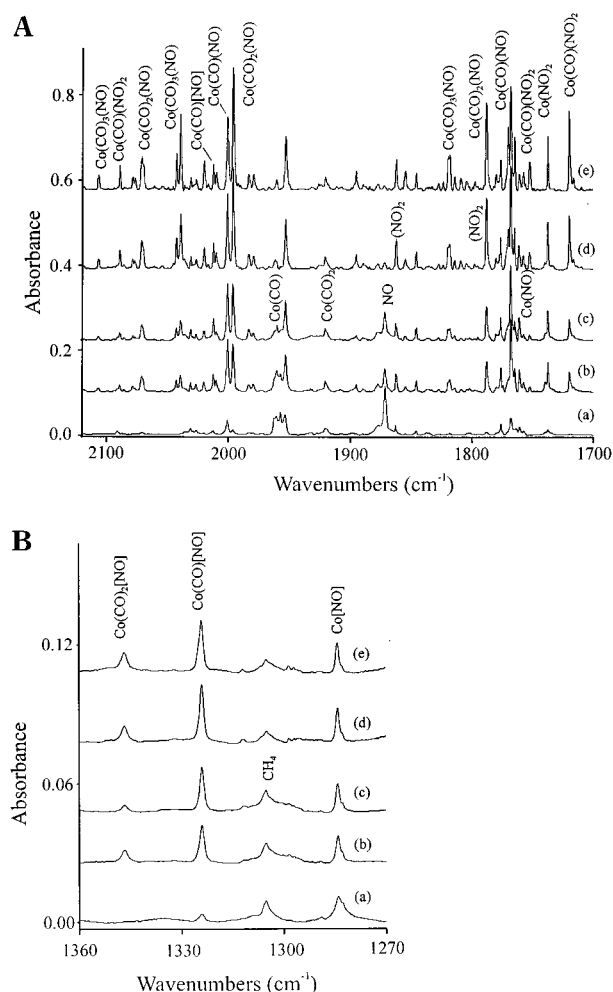 A
Co(CO)₃(NO)
Co(CO)(NO)₂
Co(CO)₂(NO)
Co(CO)₃(NO)
Co(CO)[NO]
Co(CO)(NO)
Co(CO)₂(NO)
Co(CO)₃(NO)
Co(CO)₂(NO)
Co(CO)(NO)
Co(CO)(NO)₂
Co(NO)₂
Co(CO)(NO)₂
0.8
(e)
0.6
(NO)₂
(NO)₂
(d)
0.4
Co(CO)
Co(CO)₂
NO
Co(NO)
(c)
0.2
(b)
(a)
0.0
Absorbance
2100
2000
1900
1800
1700
Wavenumbers (cm⁻¹)
B
Co(CO)₂[NO]
Co(CO)[NO]
Co[NO]
0.12
(e)
(d)
CH₄
0.06
(c)
(b)
(a)
0.00
Absorbance
1360
1330
1300
1270
Wavenumbers (cm⁻¹)